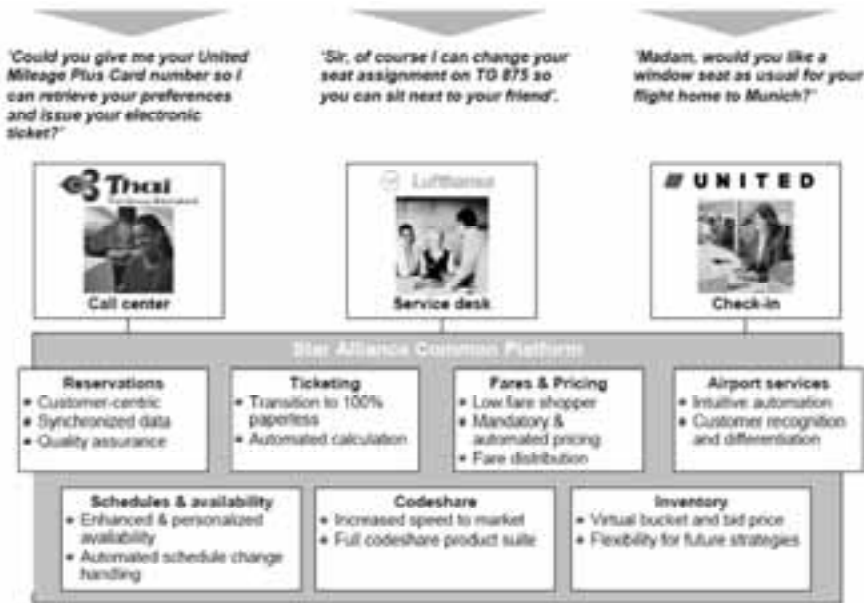 'Could you give me your United
Mileage Plus Card number so I
can retrieve your preferences
and issue your electronic
ticket?'
'Sir, of course I can change your
seat assignment on TG 875 so
you can sit next to your friend'.
'Madam, would you like a
window seat as usual for your
flight home to Munich?'
Thai
Call center
Lufthansa
Service desk
UNITED
Check-in
Star Alliance Common Platform
Reservations
• Customer-centric
• Synchronized data
• Quality assurance
Ticketing
• Transition to 100%
paperless
• Automated calculation
Fares & Pricing
• Low fare shopper
• Mandatory &
automated pricing
• Fare distribution
Airport services
• Intuitive automation
• Customer recognition
and differentiation
Schedules & availability
• Enhanced & personalized
availability
• Automated schedule change
handling
Codeshare
• Increased speed to market
• Full codeshare product suite
Inventory
• Virtual bucket and bid price
• Flexibility for future strategies